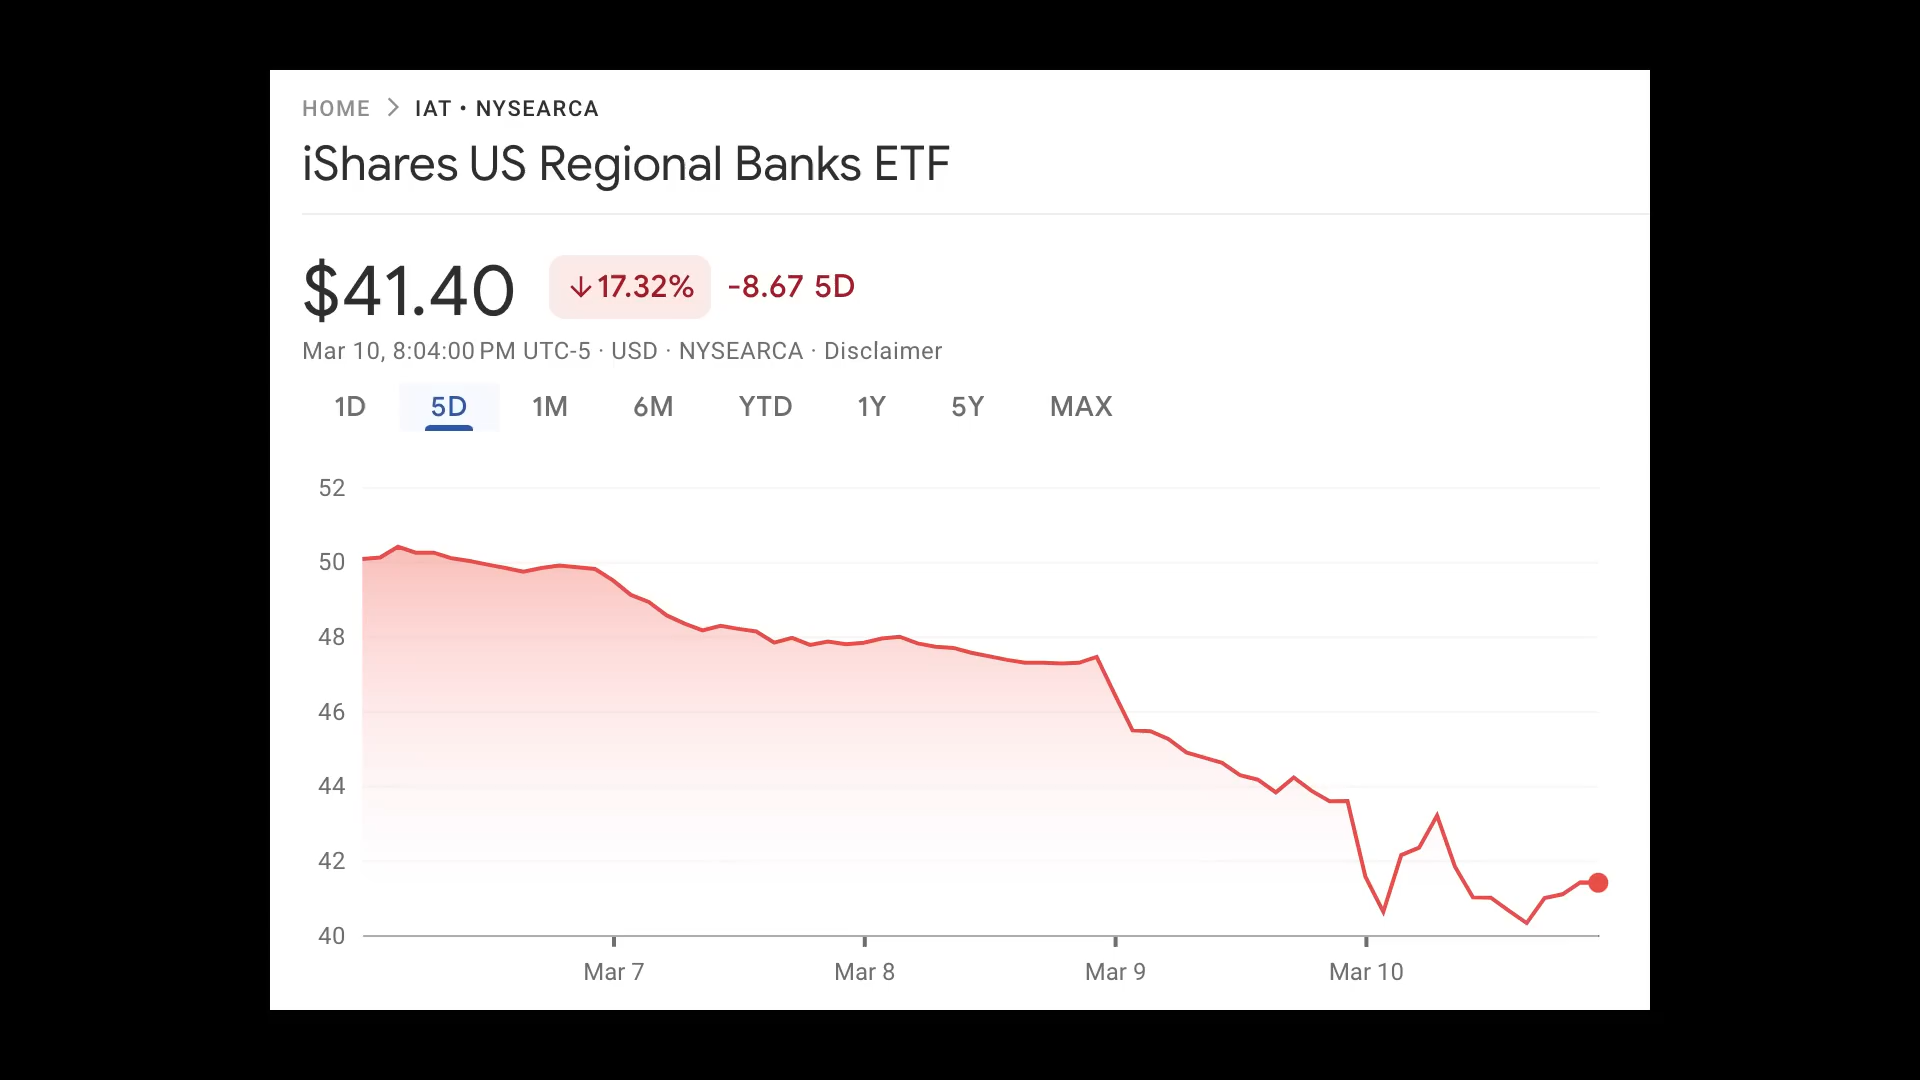 HOME > IAT • NYSEARCA
iShares US Regional Banks ETF
$41.40 ↓17.32% -8.67 5D
Mar 10, 8:04:00 PM UTC-5 · USD · NYSEARCA · Disclaimer
1D 5D 1M 6M YTD 1Y 5Y MAX
52
50
48
46
44
42
40
Mar 7 Mar 8 Mar 9 Mar 10